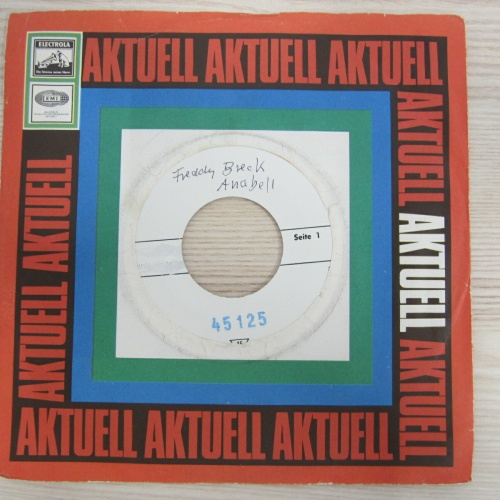 ELECTROLA
AKTUELL AKTUELL AKTUELL
EMI
AKTUELL AKTUELL AKTUELL
AKTUELL AKTUELL
Freddy Breck
Anabell
Seite 1
45125
AKTUELL AKTUELL AKTUELL